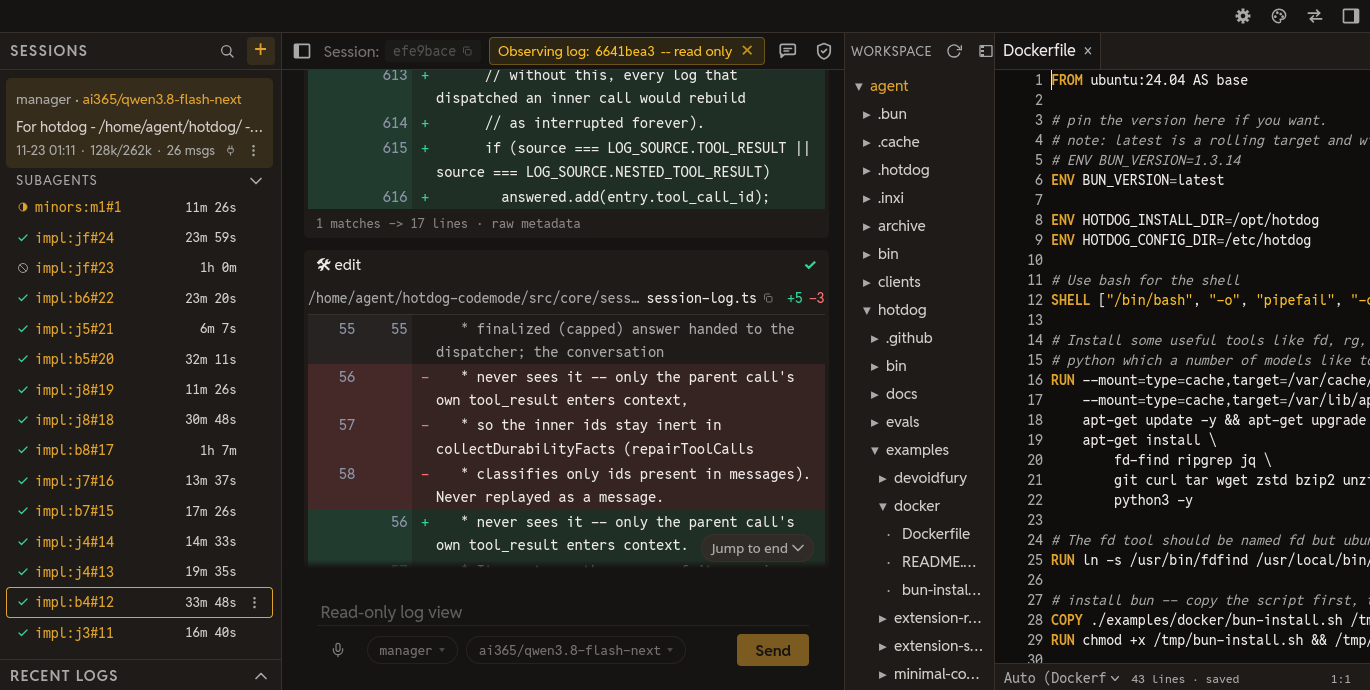 SESSIONS
+
manager · ai365/qwen3.8-flash-next
For hotdog - /home/agent/hotdog/ -...
11-23 01:11 · 128k/262k · 26 msgs
SUBAGENTS
minors:m1#1 11m 26s
impl:jf#24 23m 59s
impl:jf#23 1h 0m
impl:b6#22 23m 20s
impl:j5#21 6m 7s
impl:b5#20 32m 11s
impl:j8#19 11m 26s
impl:j8#18 30m 48s
impl:b8#17 1h 7m
impl:j7#16 13m 37s
impl:b7#15 17m 26s
impl:j4#14 14m 33s
impl:j4#13 19m 35s
impl:b4#12 33m 48s
impl:j3#11 16m 40s
RECENT LOGS
Session: efe9bace
Observing log: 6641bea3 -- read only ×
613 + // without this, every log that
dispatched an inner call would rebuild
614 + // as interrupted forever).
615 + if (source === LOG_SOURCE.TOOL_RESULT ||
source === LOG_SOURCE.NESTED_TOOL_RESULT)
616 + answered.add(entry.tool_call_id);
1 matches -> 17 lines · raw metadata
edit
/home/agent/hotdog-codemode/src/core/sess… session-log.ts +5 -3
55 55 * finalized (capped) answer handed to the
dispatcher; the conversation
56 - * never sees it -- only the parent call's
own tool_result enters context,
57 - * so the inner ids stay inert in
collectDurabilityFacts (repairToolCalls
58 - * classifies only ids present in messages).
Never replayed as a message.
56 + * never sees it -- only the parent call's
own tool_result enters context.
Jump to end
Read-only log view
manager
ai365/qwen3.8-flash-next
Send
WORKSPACE
agent
.bun
.cache
.hotdog
.inxi
archive
bin
clients
hotdog
.github
bin
docs
evals
examples
devoidfury
docker
Dockerfile
README....
bun-instal...
extension-r...
extension-s...
minimal-co...
Dockerfile ×
1 FROM ubuntu:24.04 AS base
2
3 # pin the version here if you want.
4 # note: latest is a rolling target and w
5 # ENV BUN_VERSION=1.3.14
6 ENV BUN_VERSION=latest
7
8 ENV HOTDOG_INSTALL_DIR=/opt/hotdog
9 ENV HOTDOG_CONFIG_DIR=/etc/hotdog
10
11 # Use bash for the shell
12 SHELL ["/bin/bash", "-o", "pipefail", "-c
13
14 # Install some useful tools like fd, rg,
15 # python which a number of models like to
16 RUN --mount=type=cache,target=/var/cache/
17 --mount=type=cache,target=/var/lib/ap
18 apt-get update -y && apt-get upgrade
19 apt-get install \
20 fd-find ripgrep jq \
21 git curl tar wget zstd bzip2 unzi
22 python3 -y
23
24 # The fd tool should be named fd but ubun
25 RUN ln -s /usr/bin/fdfind /usr/local/bin/
26
27 # install bun -- copy the script first,
28 COPY ./examples/docker/bun-install.sh /tm
29 RUN chmod +x /tmp/bun-install.sh && /tmp/
30
Auto (Dockerf 43 lines · saved 1:1